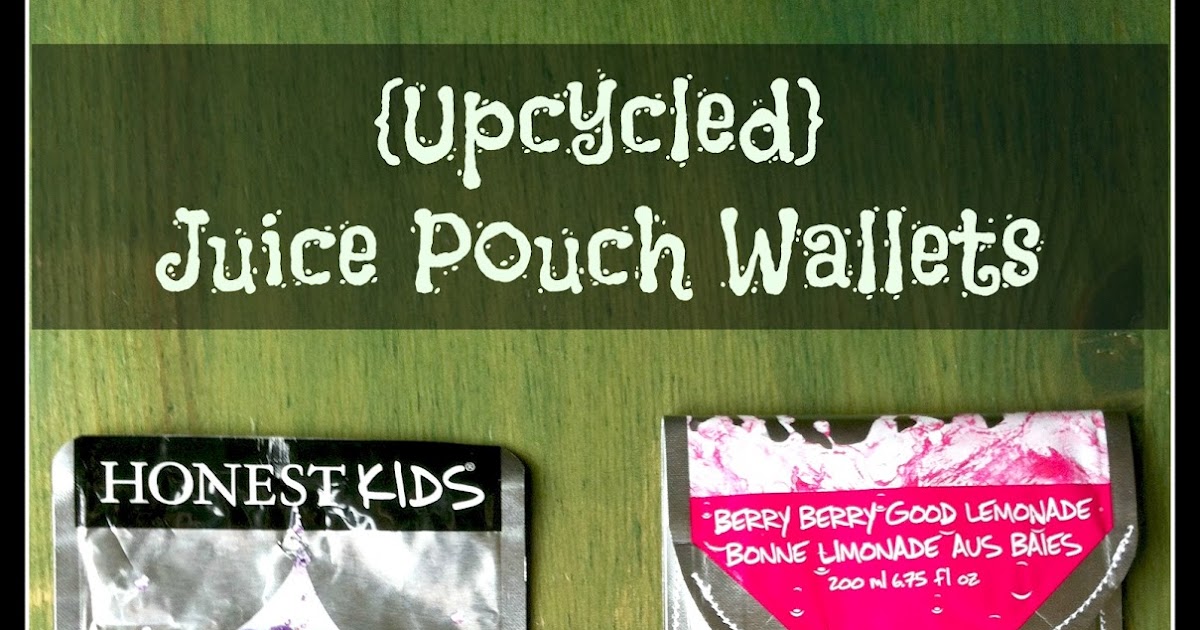 {Upcycled}
Juice Pouch Wallets
HONEST KIDS®
BERRY BERRY GOOD LEMONADE
BONNE LIMONADE AUS BAIES
200 ml 6.75 fl oz